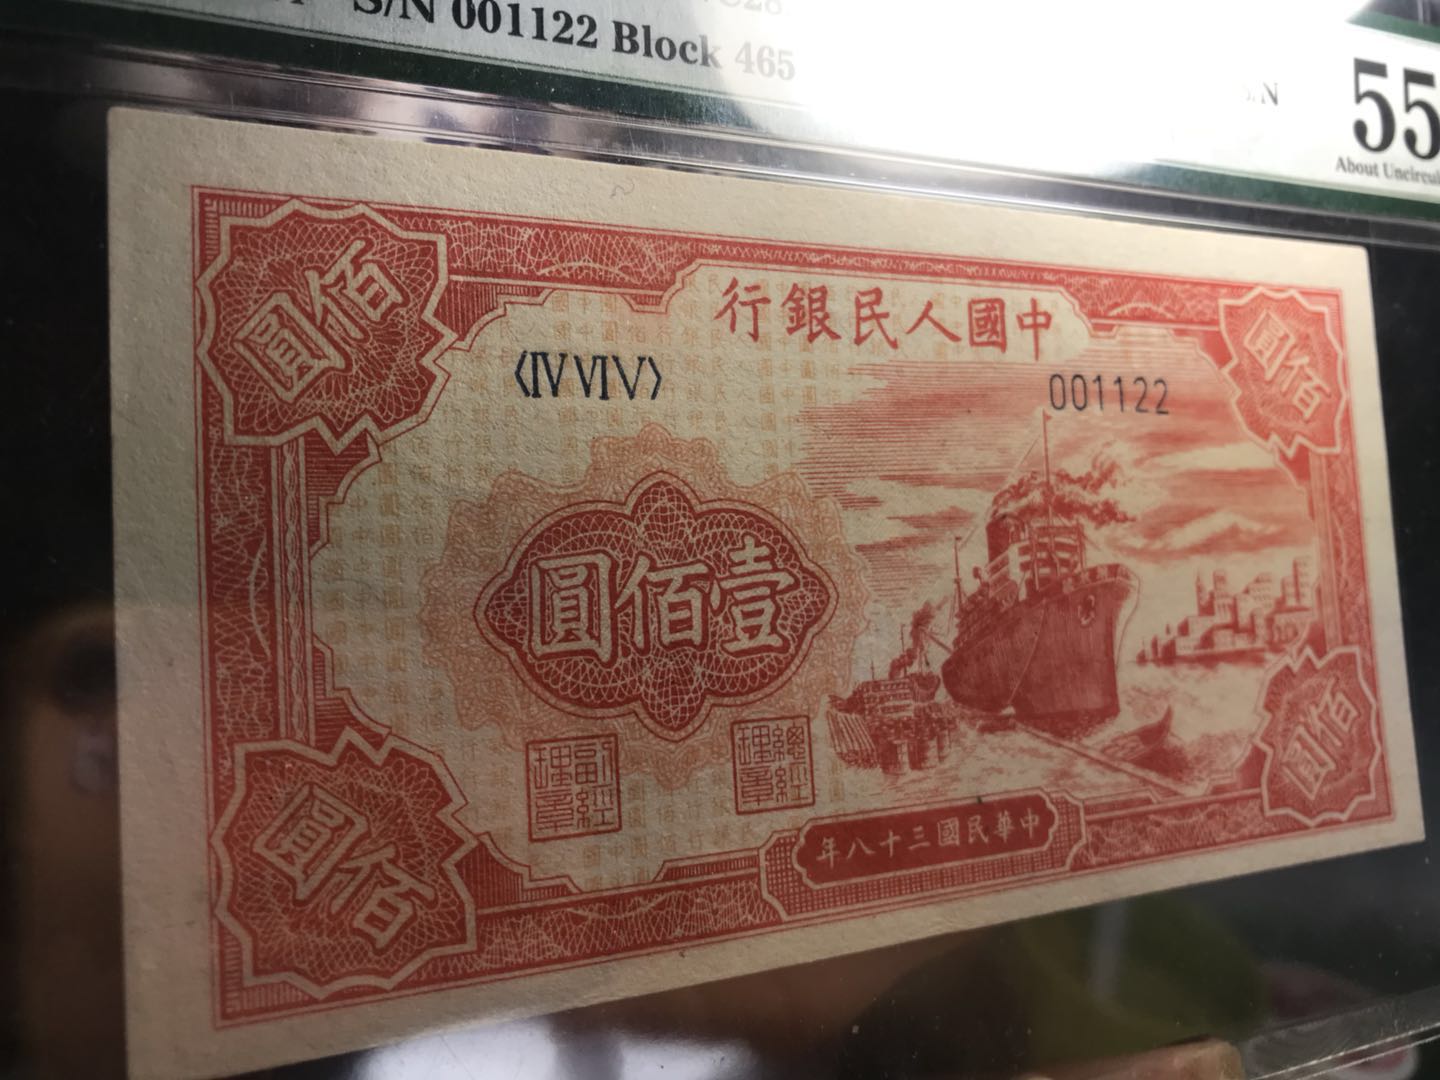 S/N 001122 Block 465
55
About Uncircul
中國人民銀行
〈ⅣⅥⅤ〉
001122
佰圓
佰圓
壹佰圓
副經理章
總經理章
佰圓
佰圓
中華民國三十八年